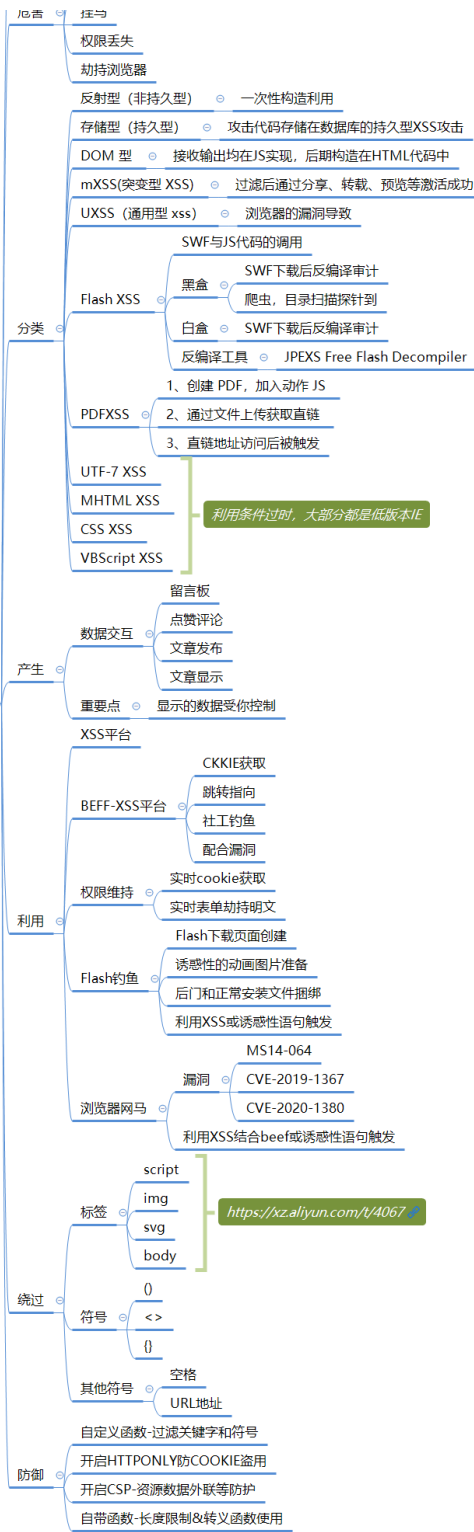 危害
挂马
权限丢失
劫持浏览器
分类
反射型（非持久型）
一次性构造利用
存储型（持久型）
攻击代码存储在数据库的持久型XSS攻击
DOM 型
接收输出均在JS实现，后期构造在HTML代码中
mXSS(突变型 XSS)
过滤后通过分享、转载、预览等激活成功
UXSS（通用型 xss）
浏览器的漏洞导致
Flash XSS
SWF与JS代码的调用
黑盒
SWF下载后反编译审计
爬虫，目录扫描探针到
白盒
SWF下载后反编译审计
反编译工具
JPEXS Free Flash Decompiler
PDFXSS
1、创建 PDF，加入动作 JS
2、通过文件上传获取直链
3、直链地址访问后被触发
UTF-7 XSS
MHTML XSS
CSS XSS
VBScript XSS
利用条件过时，大部分都是低版本IE
产生
数据交互
留言板
点赞评论
文章发布
文章显示
重要点
显示的数据受你控制
利用
XSS平台
BEFF-XSS平台
CKKIE获取
跳转指向
社工钓鱼
配合漏洞
权限维持
实时cookie获取
实时表单劫持明文
Flash钓鱼
Flash下载页面创建
诱惑性的动画图片准备
后门和正常安装文件捆绑
利用XSS或诱惑性语句触发
浏览器网马
漏洞
MS14-064
CVE-2019-1367
CVE-2020-1380
利用XSS结合beef或诱惑性语句触发
绕过
标签
script
img
svg
body
https://xz.aliyun.com/t/4067
符号
()
<>
{}
其他符号
空格
URL地址
防御
自定义函数-过滤关键字和符号
开启HTTPONLY防COOKIE盗用
开启CSP-资源数据外联等防护
自带函数-长度限制&转义函数使用